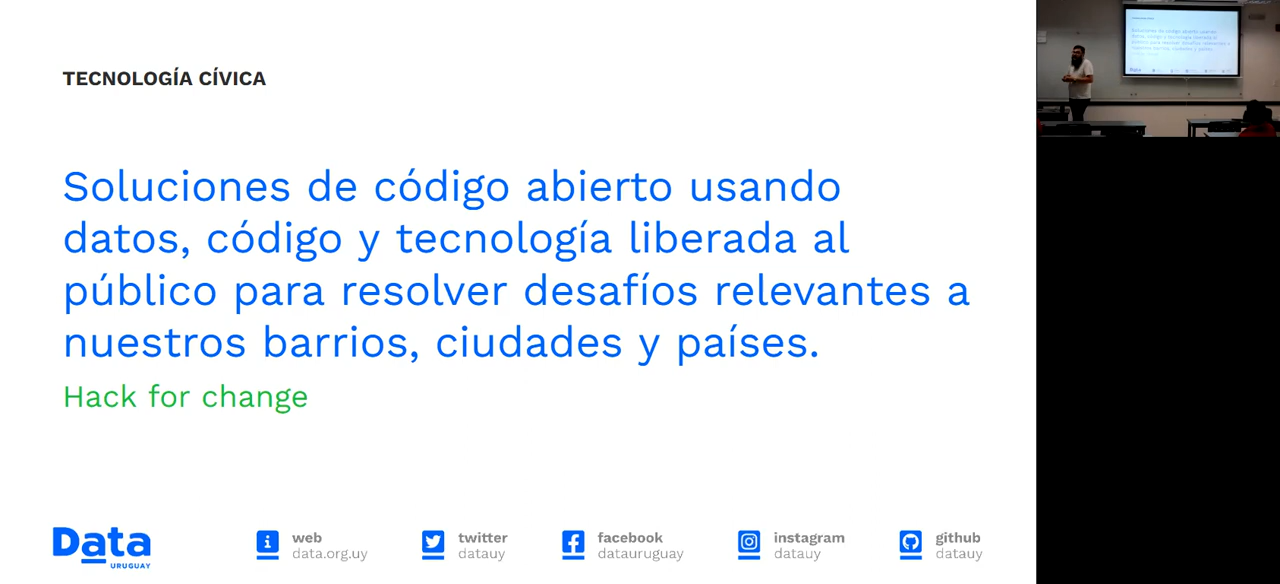 TECNOLOGÍA CÍVICA
Soluciones de código abierto usando
datos, código y tecnología liberada al
público para resolver desafíos relevantes a
nuestros barrios, ciudades y países.
Hack for change
Data
URUGUAY
web
data.org.uy
twitter
datauy
facebook
datauruguay
instagram
datauy
github
datauy